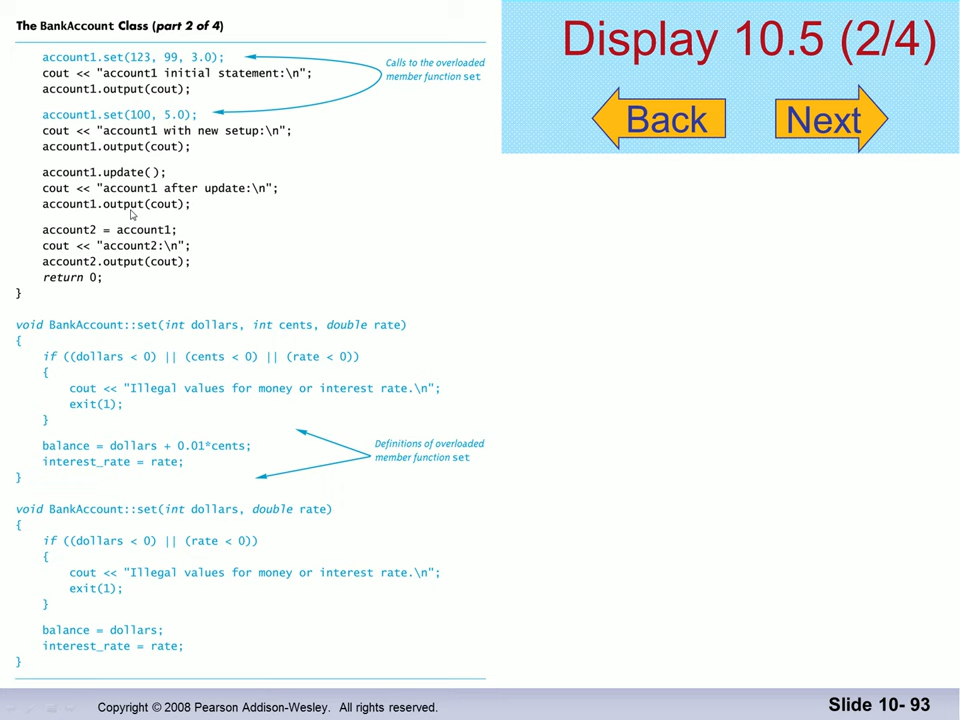 The BankAccount Class (part 2 of 4)
Display 10.5 (2/4)
Back
Next
account1.set(123, 99, 3.0);
cout << "account1 initial statement:\n";
account1.output(cout);
Calls to the overloaded
member function set
account1.set(100, 5.0);
cout << "account1 with new setup:\n";
account1.output(cout);
account1.update();
cout << "account1 after update:\n";
account1.output(cout);
account2 = account1;
cout << "account2:\n";
account2.output(cout);
return 0;
}
void BankAccount::set(int dollars, int cents, double rate)
{
if ((dollars < 0) || (cents < 0) || (rate < 0))
{
cout << "Illegal values for money or interest rate.\n";
exit(1);
}
balance = dollars + 0.01*cents;
interest_rate = rate;
}
Definitions of overloaded
member function set
void BankAccount::set(int dollars, double rate)
{
if ((dollars < 0) || (rate < 0))
{
cout << "Illegal values for money or interest rate.\n";
exit(1);
}
balance = dollars;
interest_rate = rate;
}
Copyright © 2008 Pearson Addison-Wesley. All rights reserved.
Slide 10- 93